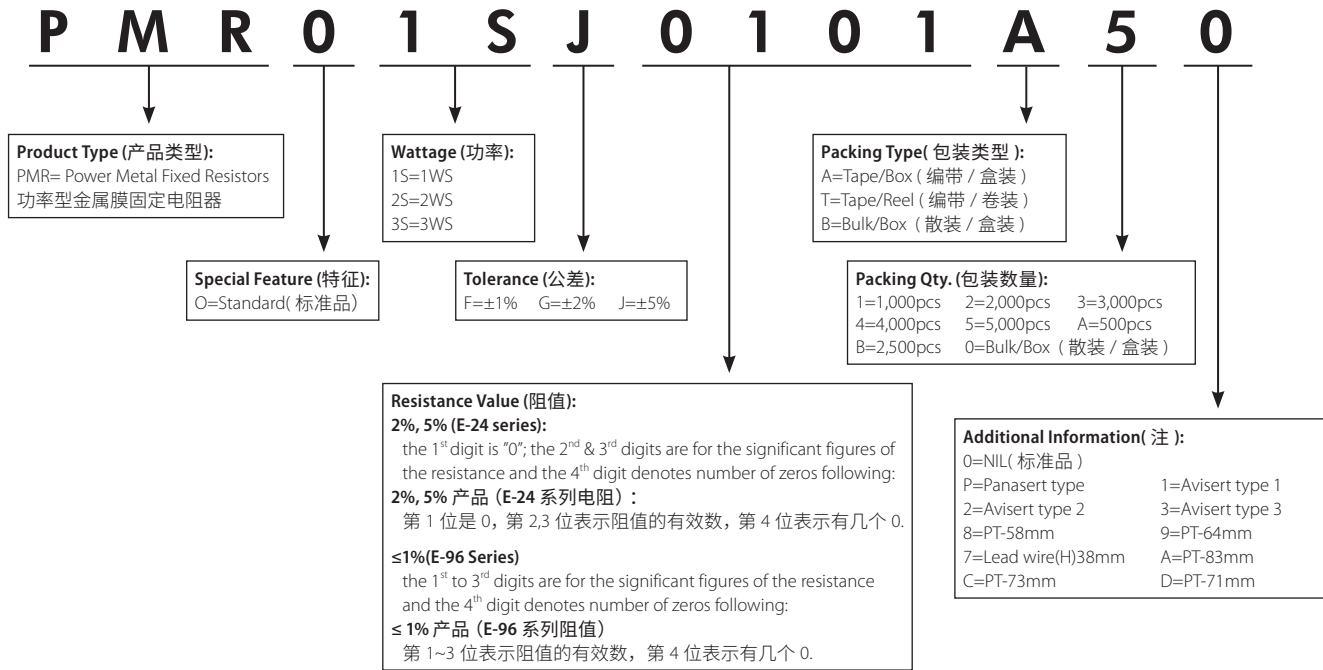 P M R 0 1 S J 0 1 0 1 A 5 0
Product Type (产品类型):
PMR= Power Metal Fixed Resistors
功率型金属膜固定电阻器
Wattage (功率):
1S=1WS
2S=2WS
3S=3WS
Packing Type( 包装类型 ):
A=Tape/Box ( 编带 / 盒装 )
T=Tape/Reel ( 编带 / 卷装 )
B=Bulk/Box ( 散装 / 盒装 )
Special Feature (特征):
O=Standard( 标准品)
Tolerance (公差):
F=±1% G=±2% J=±5%
Packing Qty. (包装数量):
1=1,000pcs 2=2,000pcs 3=3,000pcs
4=4,000pcs 5=5,000pcs A=500pcs
B=2,500pcs 0=Bulk/Box ( 散装 / 盒装 )
Resistance Value (阻值):
2%, 5% (E-24 series):
the 1st digit is "0"; the 2nd & 3rd digits are for the significant figures of
the resistance and the 4th digit denotes number of zeros following:
2%, 5% 产品 (E-24 系列电阻) :
第 1 位是 0, 第 2,3 位表示阻值的有效数, 第 4 位表示有几个 0.
≤1%(E-96 Series)
the 1st to 3rd digits are for the significant figures of the resistance
and the 4th digit denotes number of zeros following:
≤ 1% 产品 (E-96 系列阻值)
第 1~3 位表示阻值的有效数, 第 4 位表示有几个 0.
Additional Information( 注 ):
0=NIL( 标准品 )
P=Panasert type 1=Avisert type 1
2=Avisert type 2 3=Avisert type 3
8=PT-58mm 9=PT-64mm
7=Lead wire(H)38mm A=PT-83mm
C=PT-73mm D=PT-71mm